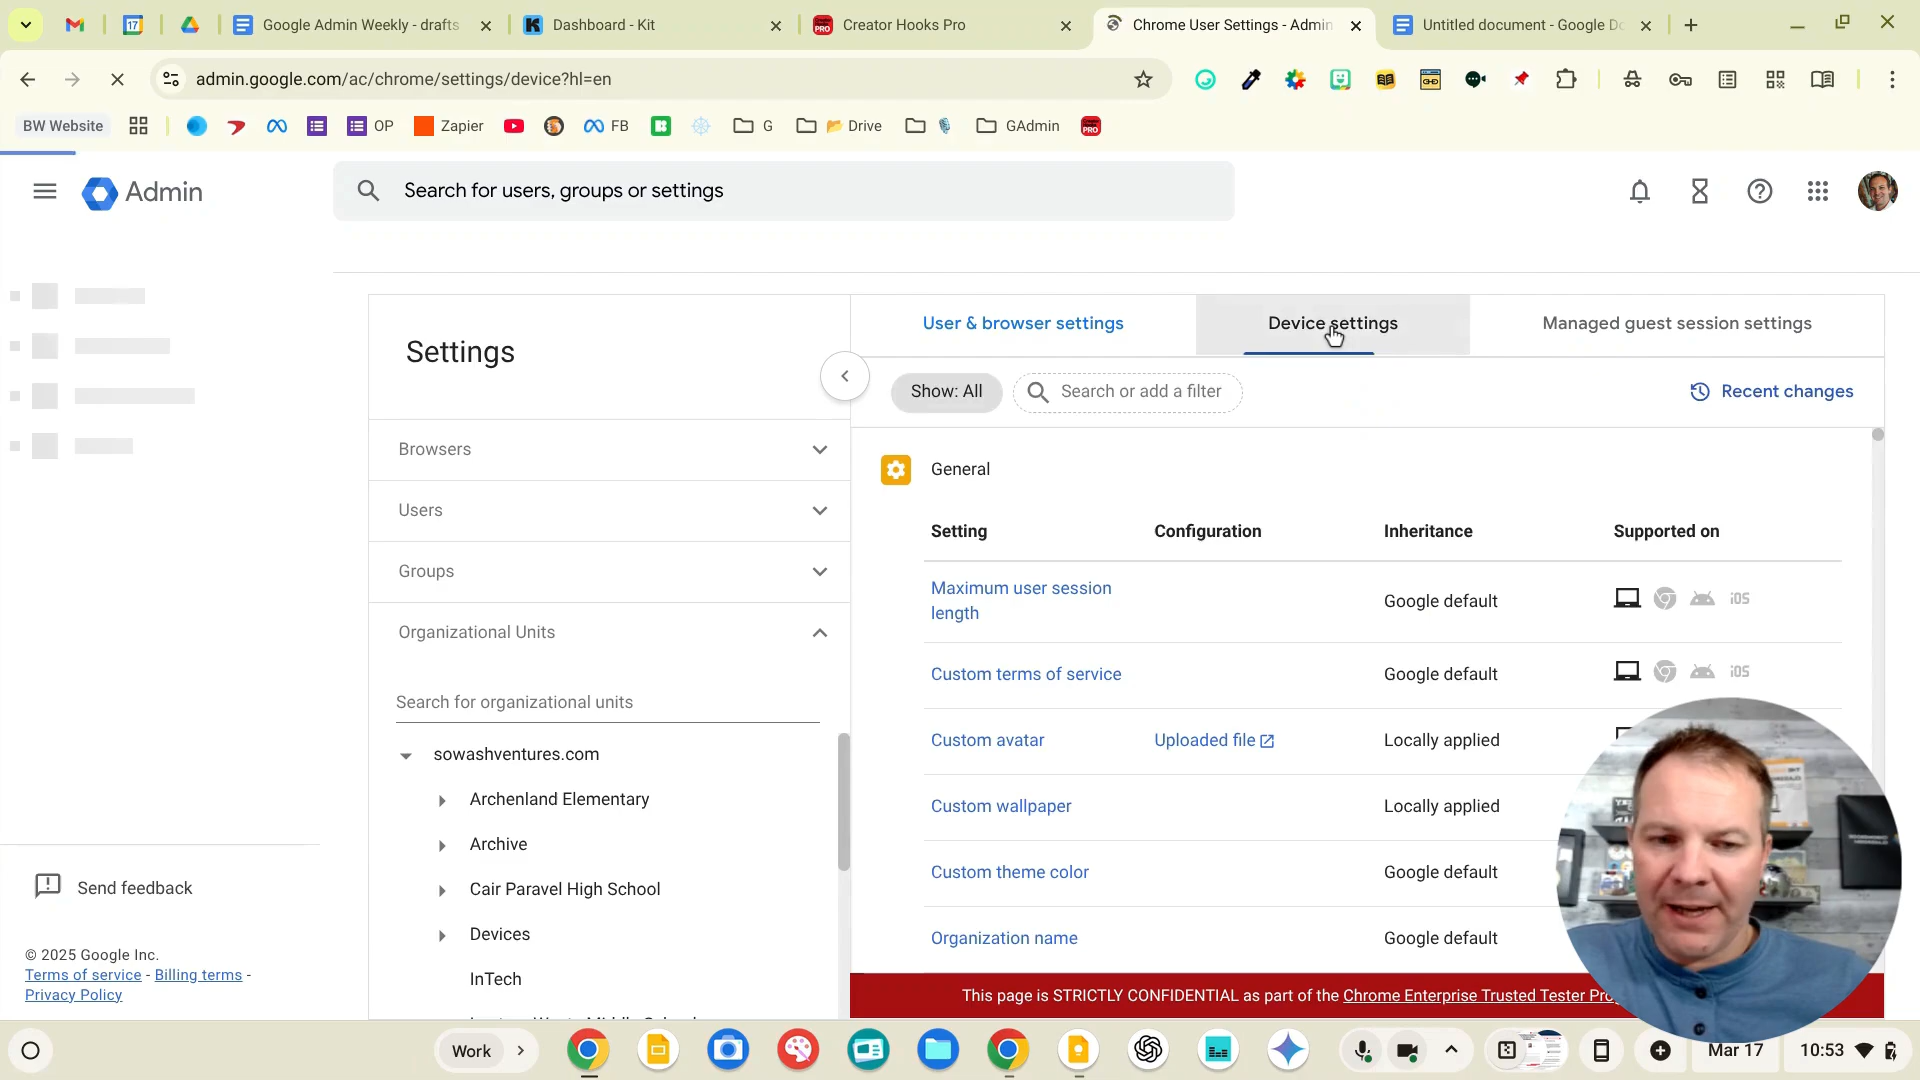 Google Admin Weekly - drafts
Dashboard - Kit
Creator Hooks Pro
Chrome User Settings - Admin
Untitled document - Google Do
admin.google.com/ac/chrome/settings/device?hl=en
BW Website
OP
Zapier
FB
G
Drive
GAdmin
Admin
Search for users, groups or settings
Settings
User & browser settings
Device settings
Managed guest session settings
Show: All
Search or add a filter
Recent changes
Browsers
Users
Groups
Organizational Units
Search for organizational units
sowashventures.com
Archenland Elementary
Archive
Cair Paravel High School
Devices
InTech
General
Setting Configuration Inheritance Supported on
Maximum user session
length
Google default
iOS
Custom terms of service
Google default
iOS
Custom avatar
Uploaded file
Locally applied
Custom wallpaper
Locally applied
Custom theme color
Google default
Organization name
Google default
This page is STRICTLY CONFIDENTIAL as part of the Chrome Enterprise Trusted Tester
Send feedback
© 2025 Google Inc.
Terms of service - Billing terms -
Privacy Policy
Work
Mar 17
10:53